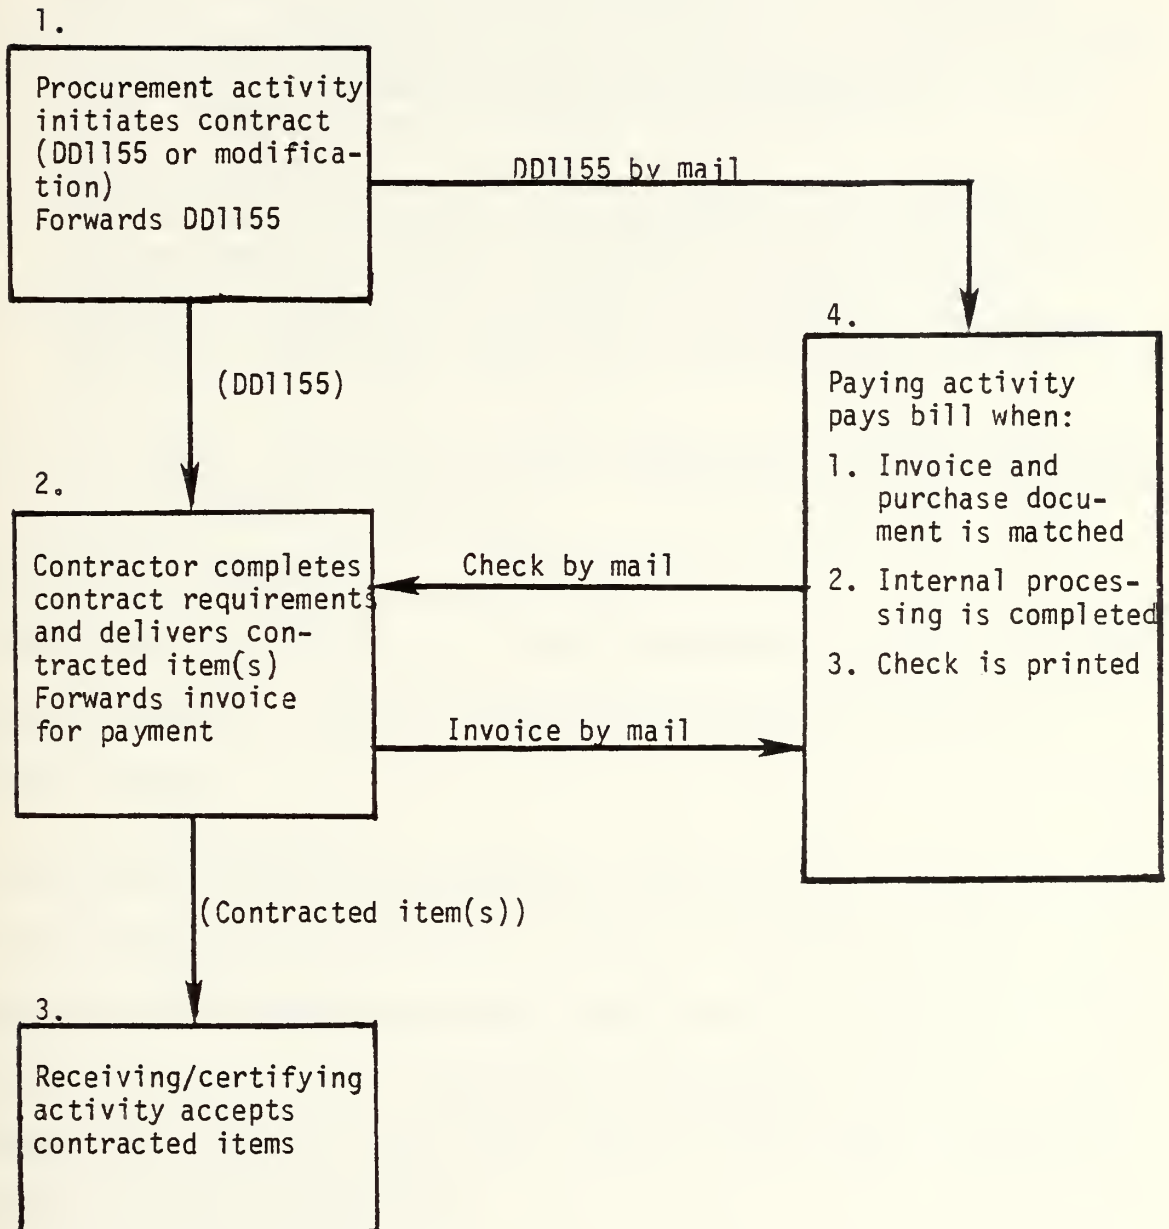 1.
Procurement activity
initiates contract
(DD1155 or modifica-
tion)
Forwards DD1155
DD1155 by mail
(DD1155)
2.
Contractor completes
contract requirements
and delivers con-
tracted item(s)
Forwards invoice
for payment
Check by mail
Invoice by mail
4.
Paying activity
pays bill when:
1. Invoice and
purchase docu-
ment is matched
2. Internal proces-
sing is completed
3. Check is printed
(Contracted item(s))
3.
Receiving/certifying
activity accepts
contracted items